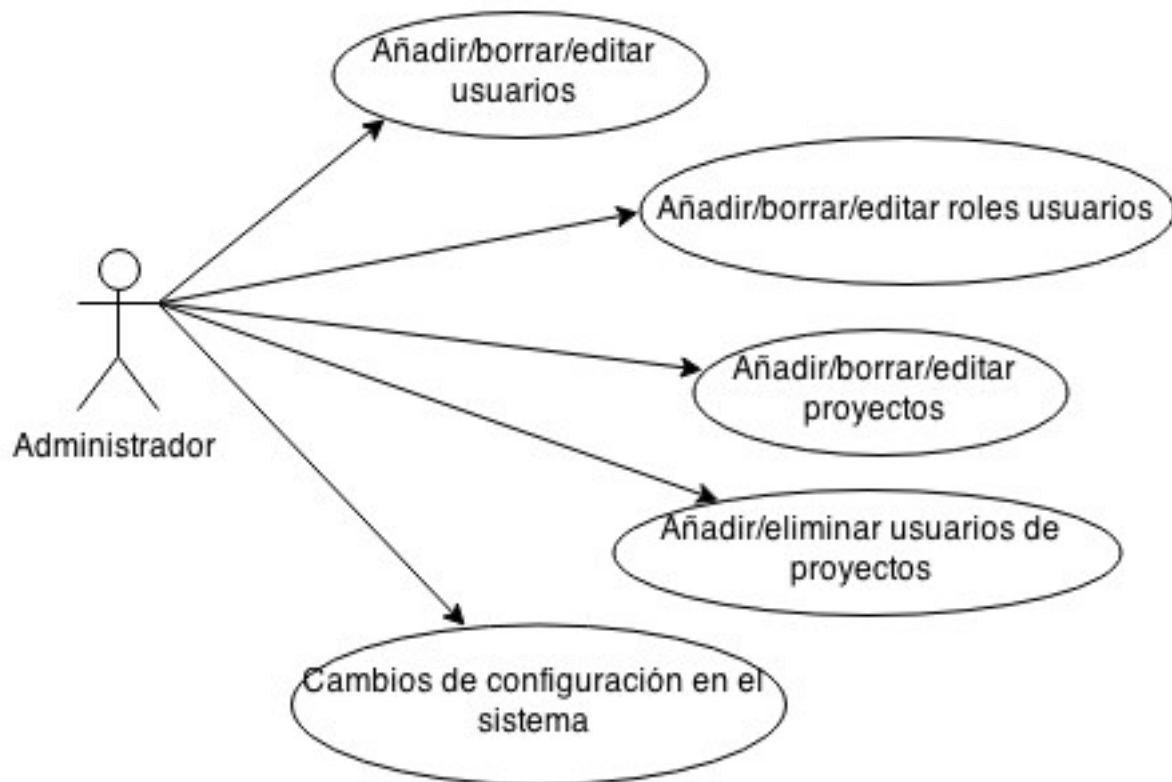 Añadir/borrar/editar
usuarios
Añadir/borrar/editar roles usuarios
Añadir/borrar/editar
proyectos
Administrador
Añadir/eliminar usuarios de
proyectos
Cambios de configuración en el
sistema